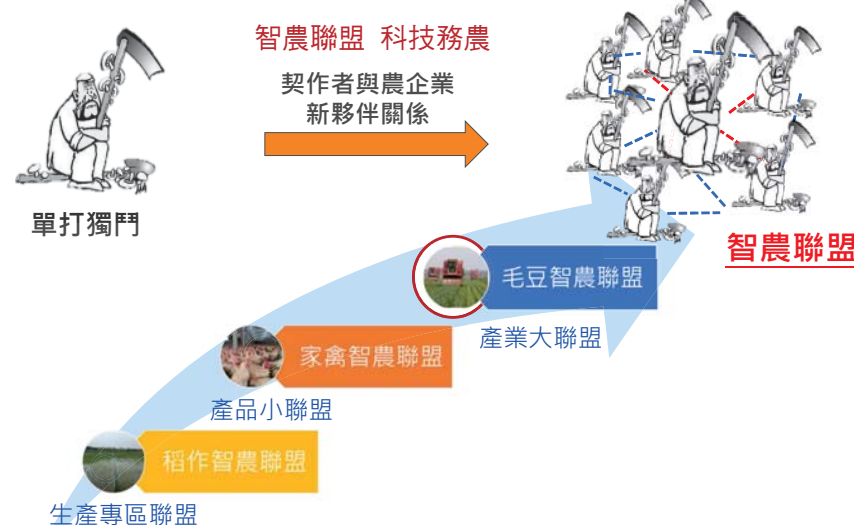 智農聯盟 科技務農
契作者與農企業
新夥伴關係
單打獨鬥
智農聯盟
毛豆智農聯盟
產業大聯盟
家禽智農聯盟
產品小聯盟
稻作智農聯盟
生產專區聯盟